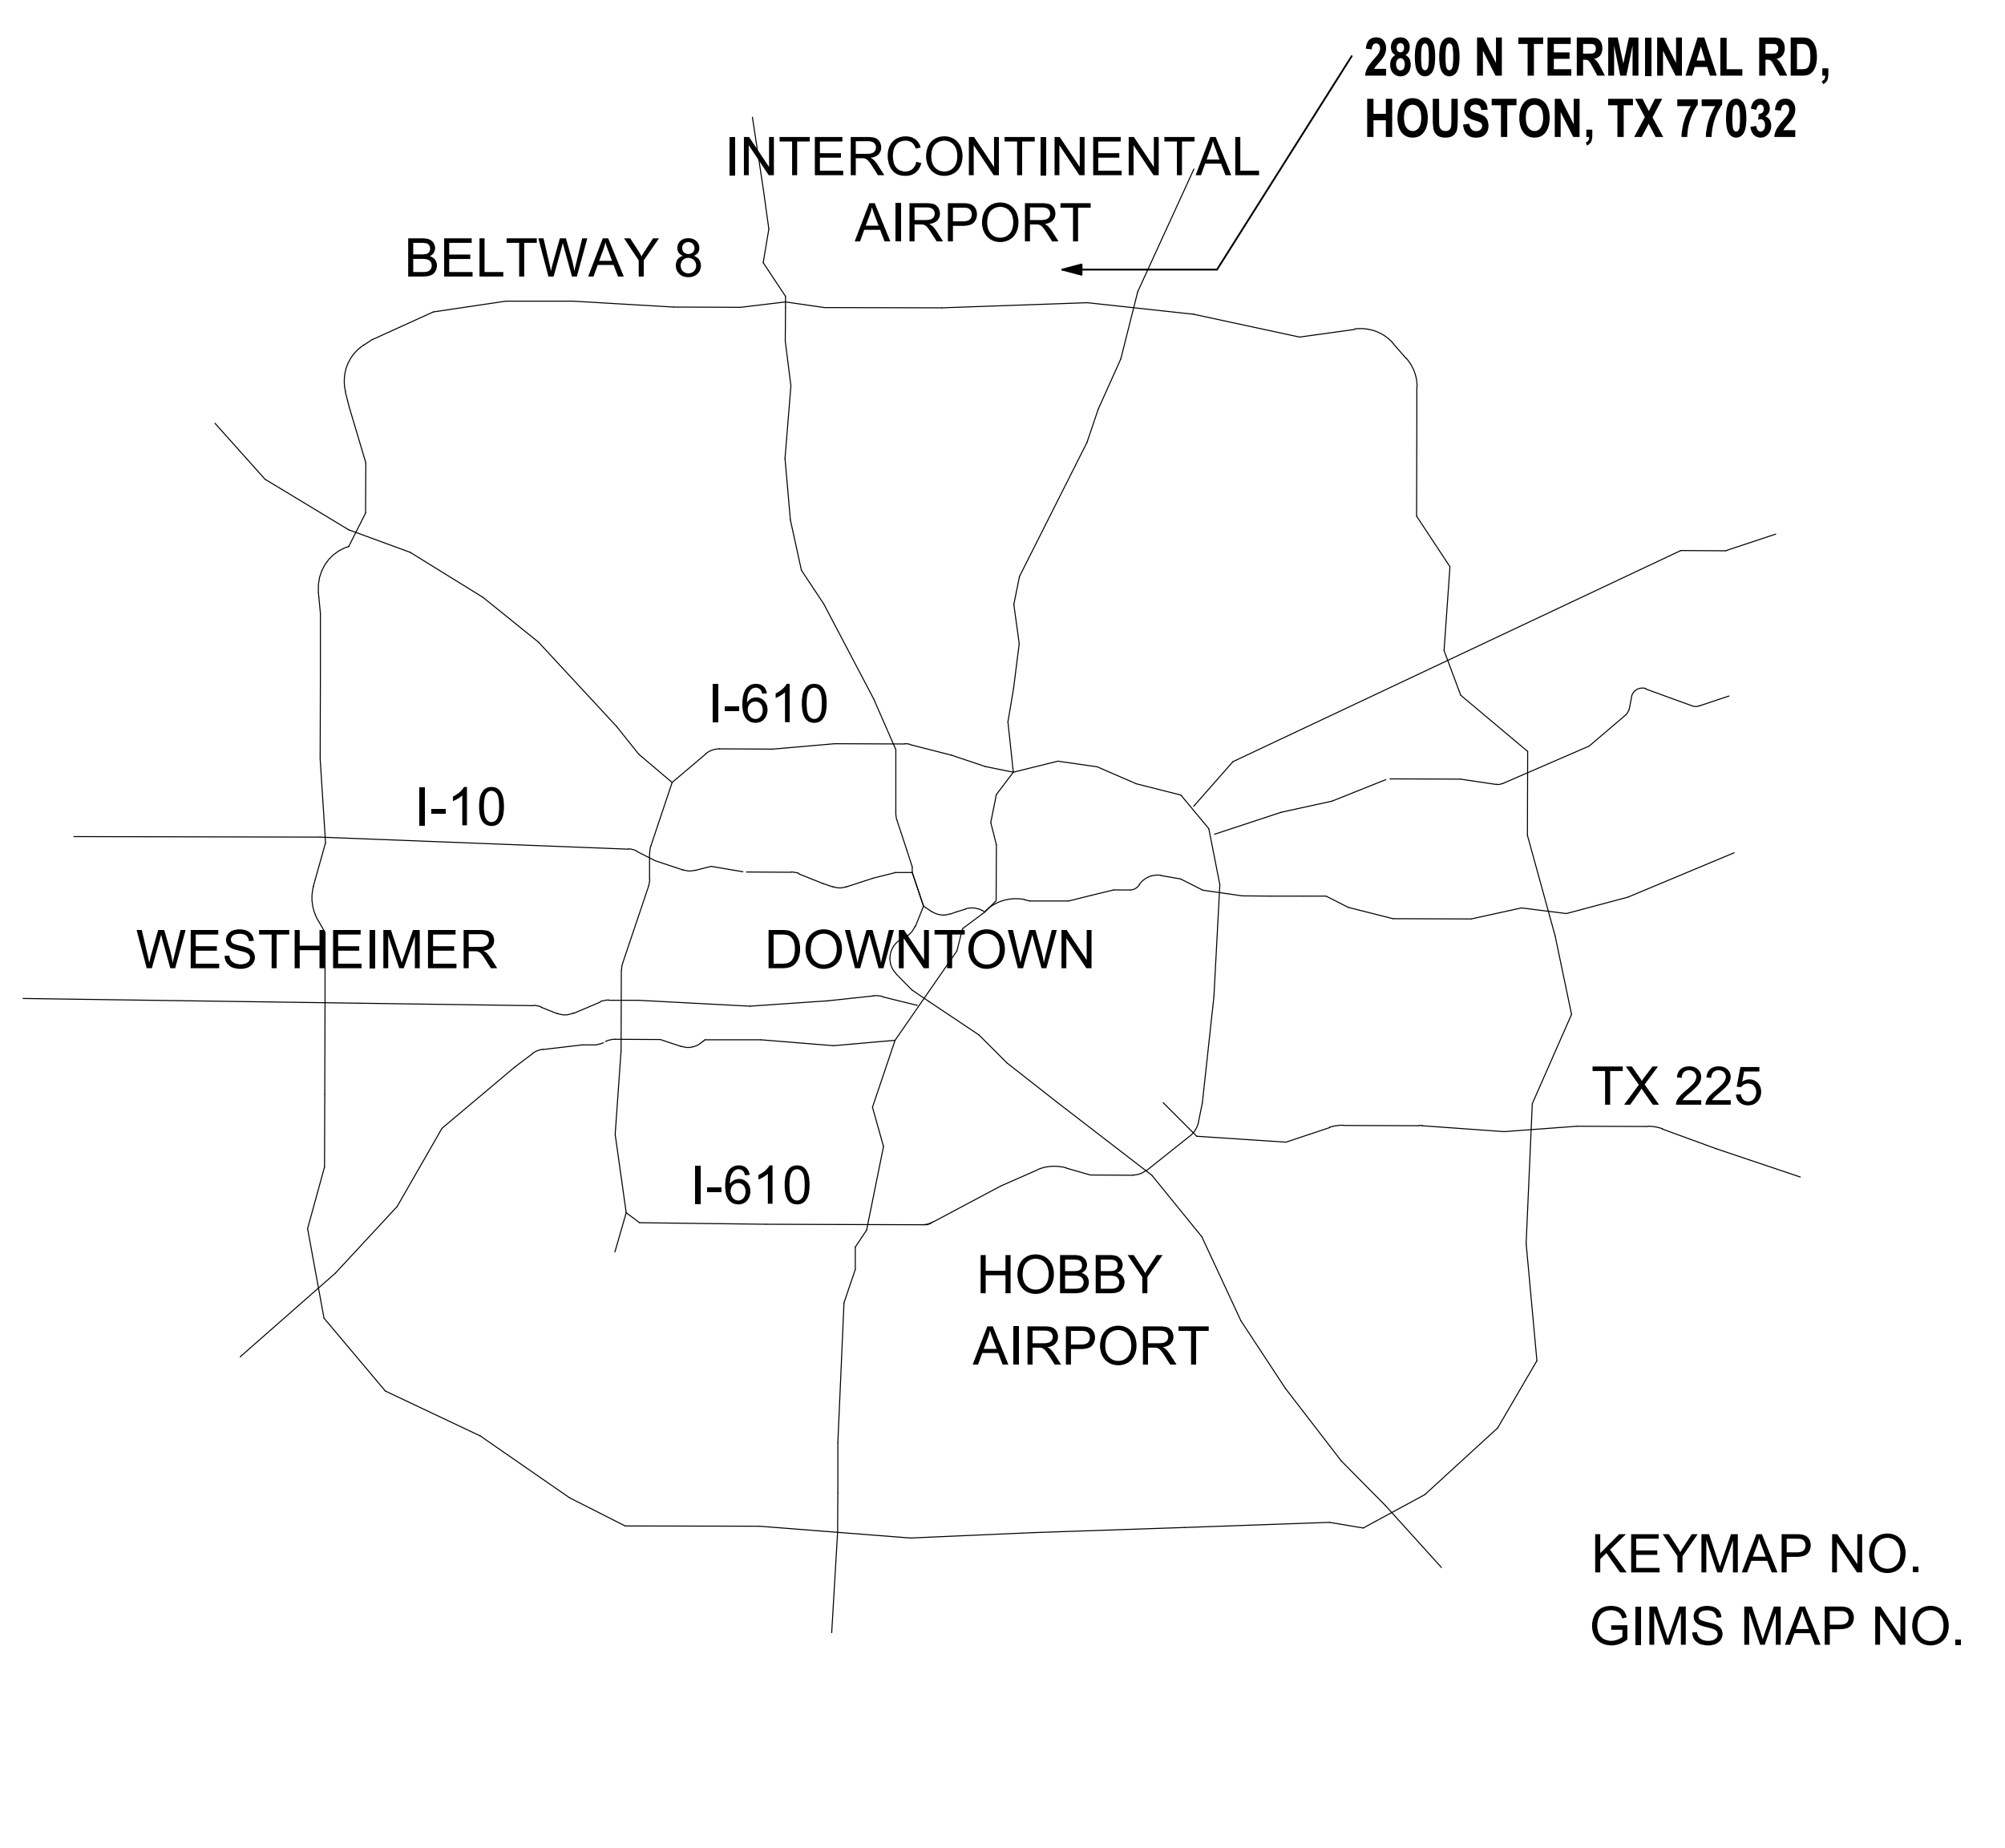 2800 N TERMINAL RD,
HOUSTON, TX 77032
INTERCONTINENTAL
AIRPORT
BELTWAY 8
I-610
I-10
WESTHEIMER
DOWNTOWN
TX 225
I-610
HOBBY
AIRPORT
KEYMAP NO.
GIMS MAP NO.